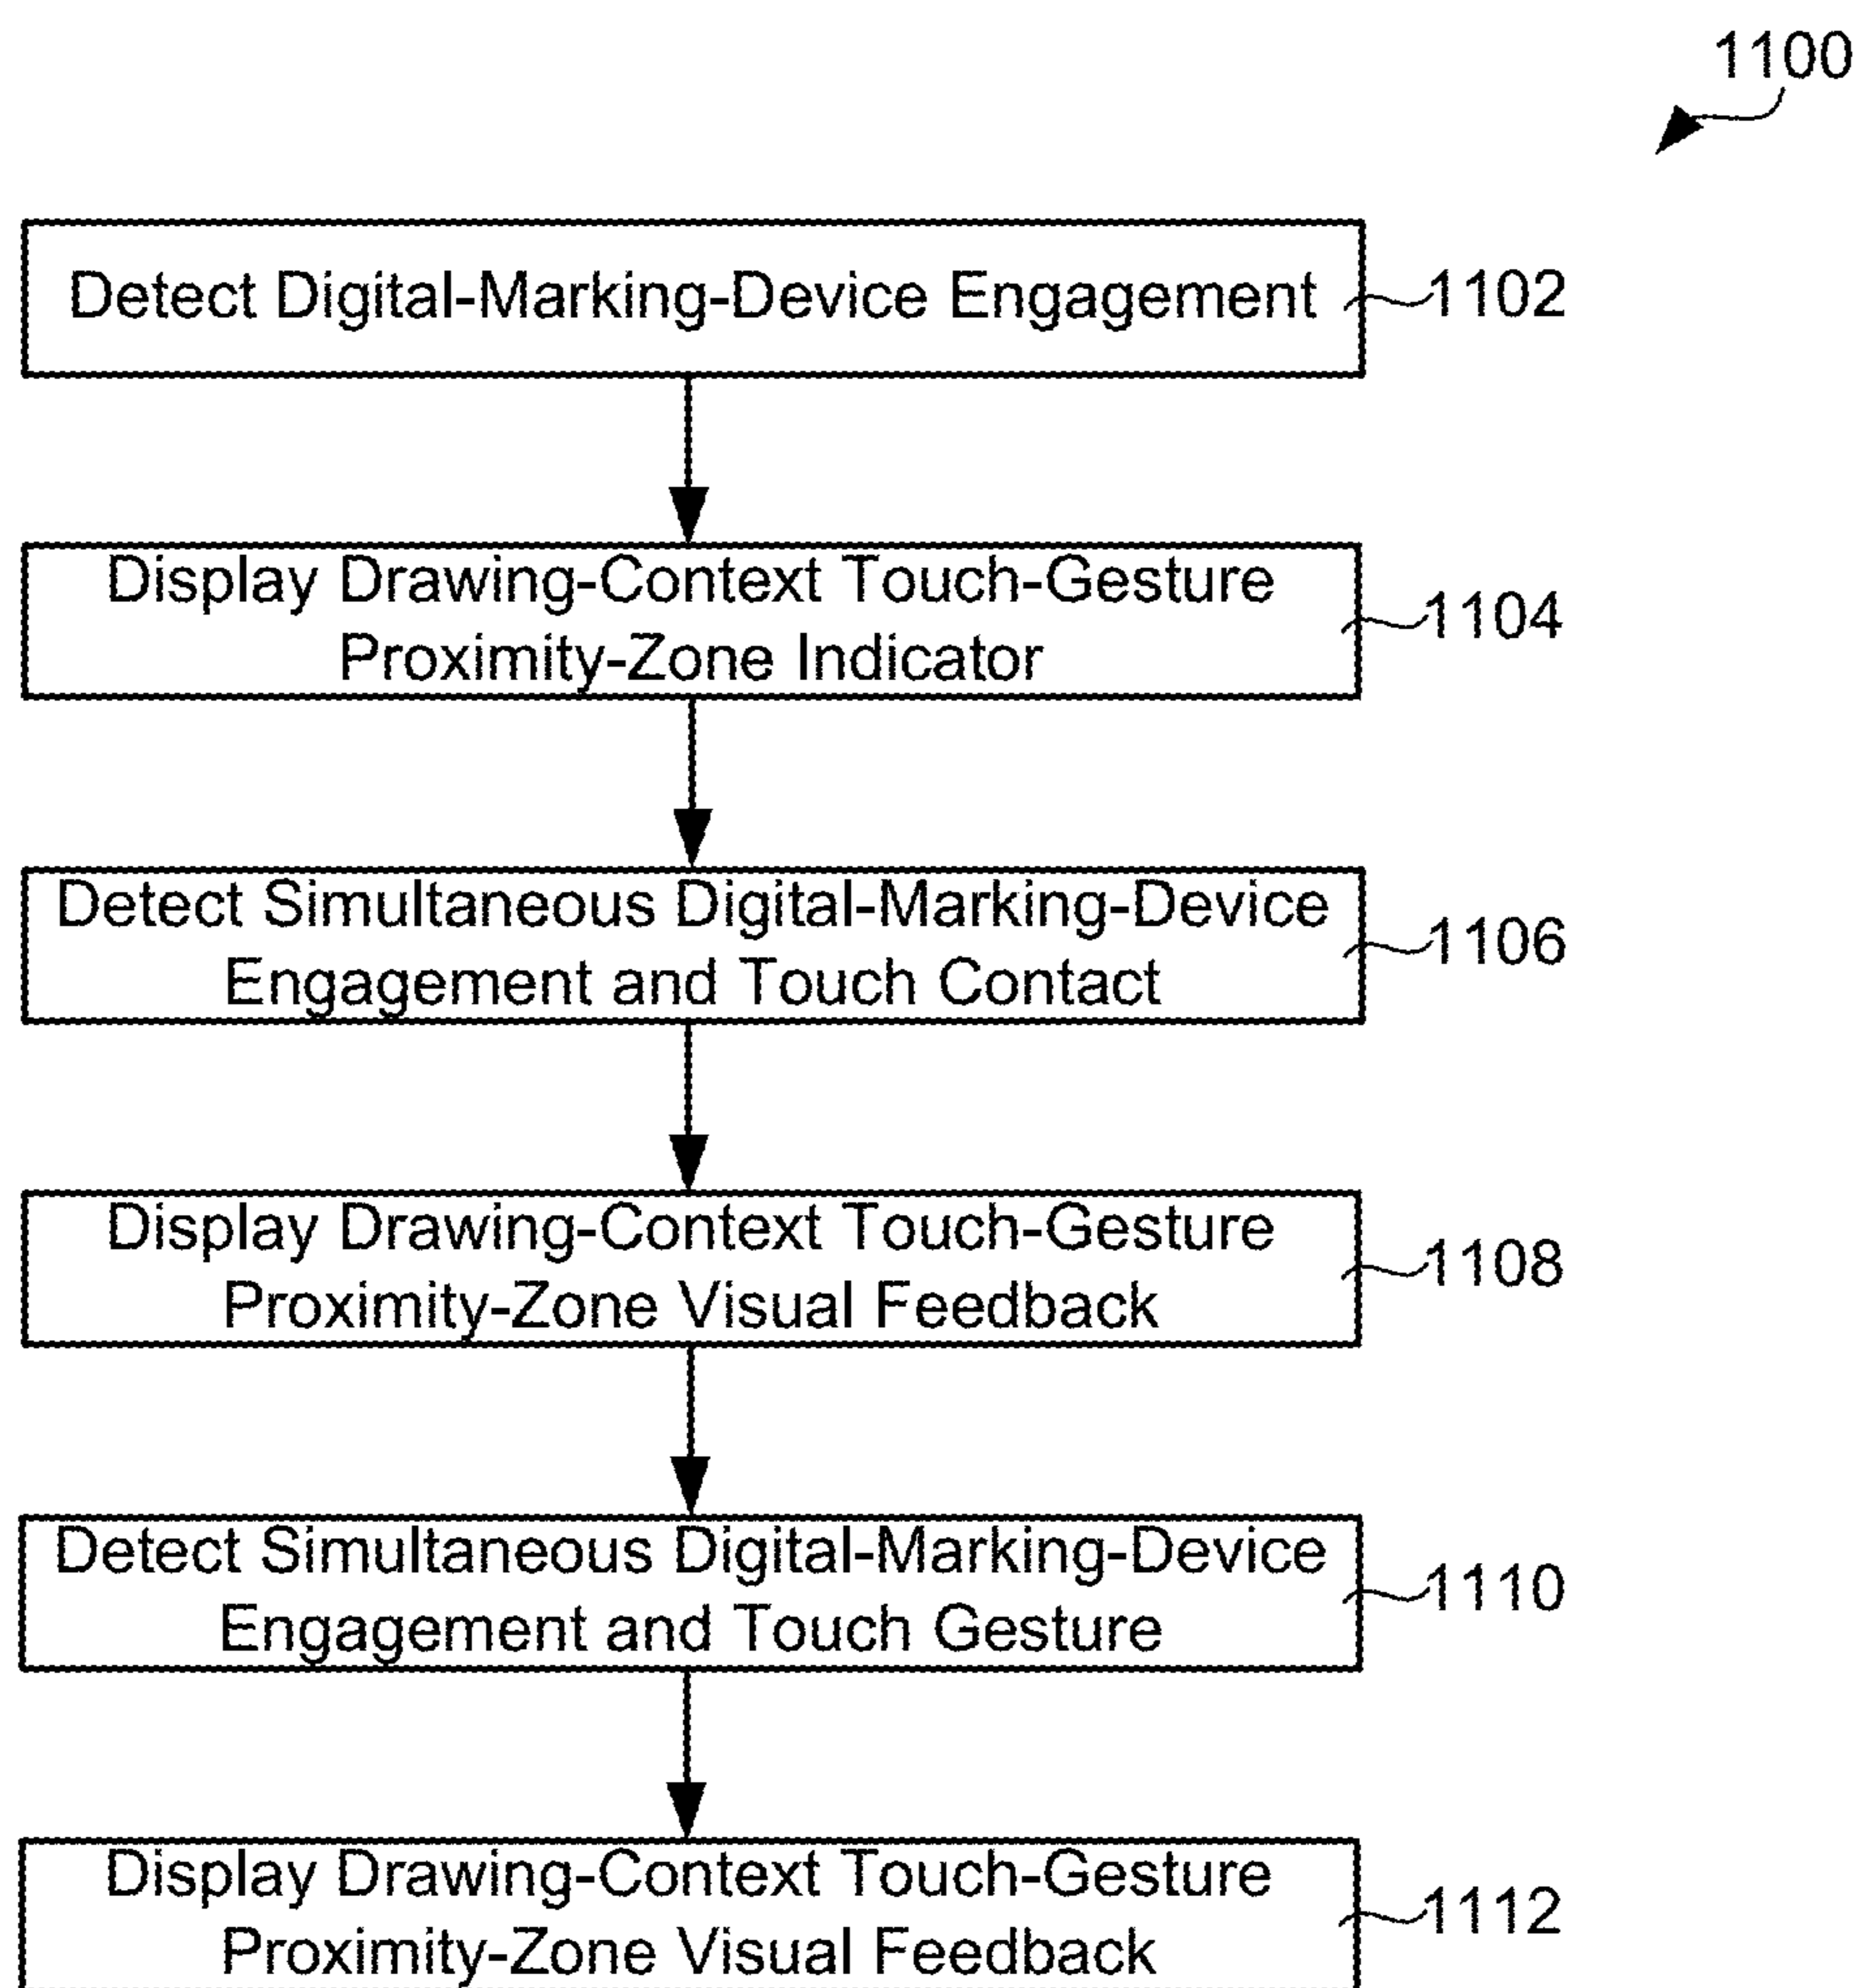 1100
Detect Digital-Marking-Device Engagement
1102
Display Drawing-Context Touch-Gesture
Proximity-Zone Indicator
1104
Detect Simultaneous Digital-Marking-Device
Engagement and Touch Contact
1106
Display Drawing-Context Touch-Gesture
Proximity-Zone Visual Feedback
1108
Detect Simultaneous Digital-Marking-Device
Engagement and Touch Gesture
1110
Display Drawing-Context Touch-Gesture
Proximity-Zone Visual Feedback
1112